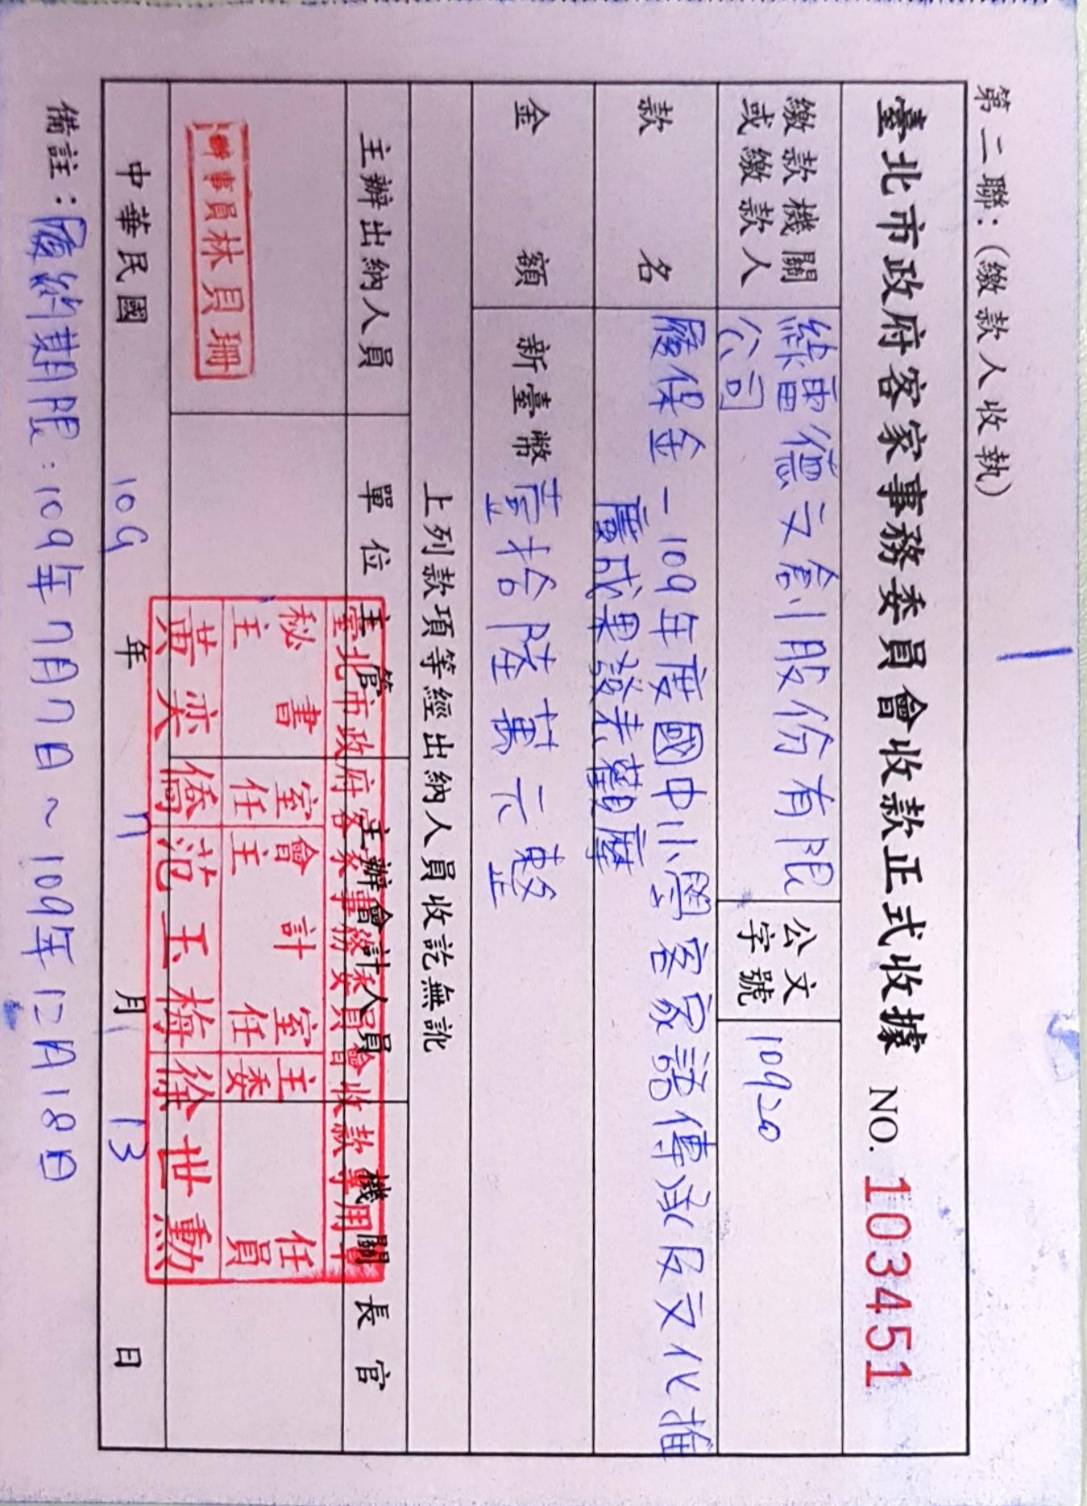 第二聯：(繳款人收執)
臺北市政府客家事務委員會收款正式收據 NO. 103451
繳款機關
或繳款人
綠雷德文創股份有限
公司
公文
字號
10920
款名
履保金－109年度國中小學客家語傳承及文化推
廣成果發表觀摩
金額
新臺幣壹拾陸萬元整
上列款項等經出納人員收訖無訛
主辦出納人員
單位主管
主辦會計人員
機關長官
辦事員林貝珊
臺北市政府客家事務委員會收款專用章
秘書室
主任
會計室
主任
主任
委員
黃奕僑
范玉梅
徐世勳
中華民國 109 年 7 月 13 日
備註：履約期限：109年7月7日～109年12月18日